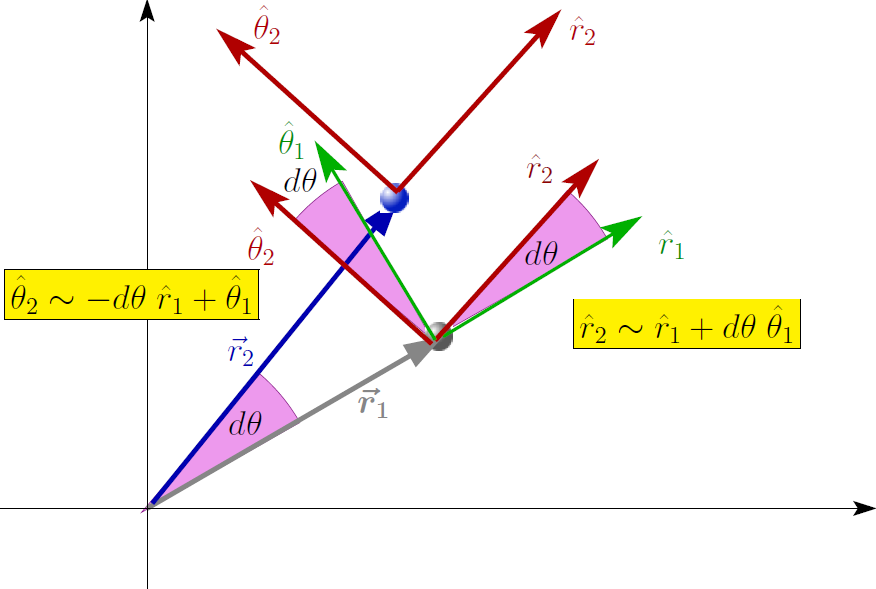 θ̂₂
r̂₂
θ̂₁
dθ
r̂₂
θ̂₂
dθ
r̂₁
θ̂₂ ∼ −dθ r̂₁ + θ̂₁
r̂₂ ∼ r̂₁ + dθ θ̂₁
r⃗₂
r⃗₁
dθ